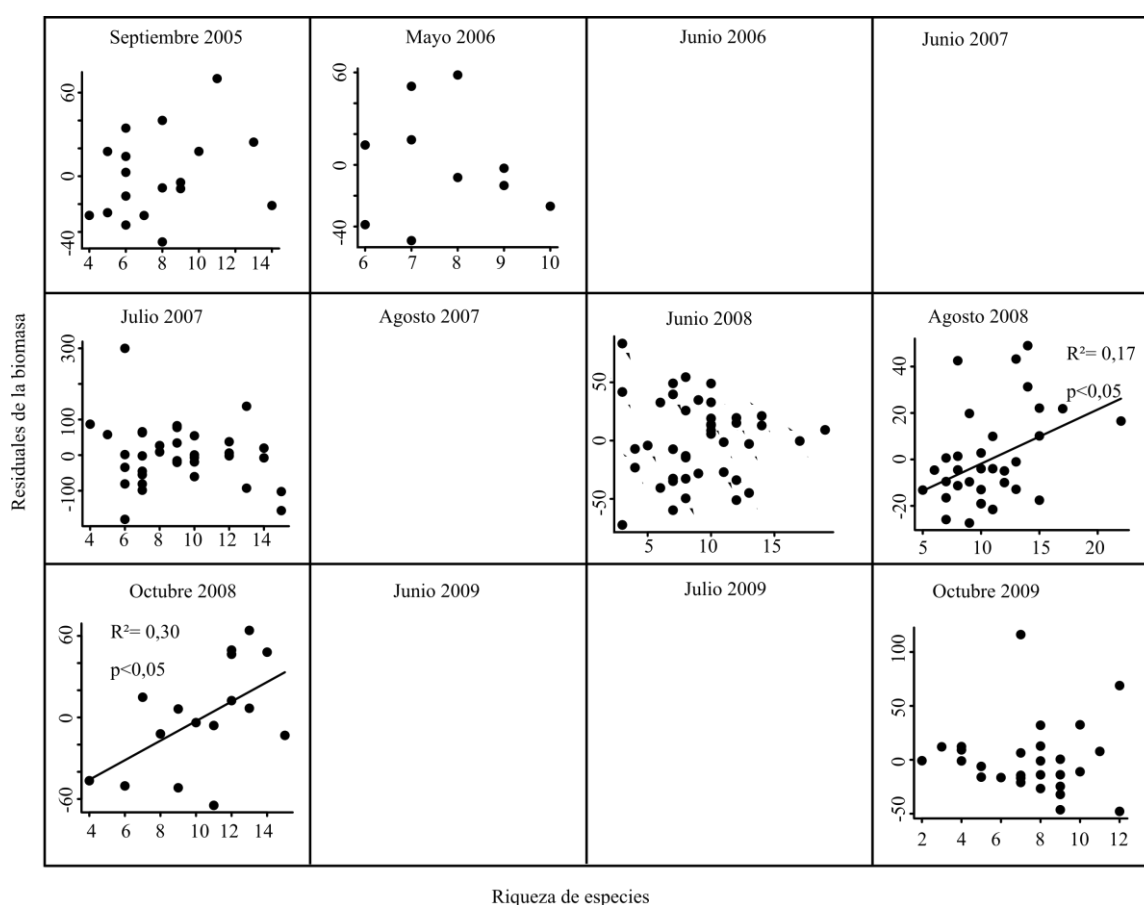 Septiembre 2005
60
0
-40
4 6 8 10 12 14
Mayo 2006
60
0
-40
6 7 8 9 10
Junio 2006
Junio 2007
Julio 2007
300
100
-100
4 6 8 10 12 14
Agosto 2007
Junio 2008
50
0
-50
5 10 15
Agosto 2008
R²= 0,17
p<0,05
40
20
0
-20
5 10 15 20
Octubre 2008
R²= 0,30
p<0,05
60
0
-60
4 6 8 10 12 14
Junio 2009
Julio 2009
Octubre 2009
100
50
0
-50
2 4 6 8 10 12
Residuales de la biomasa
Riqueza de especies